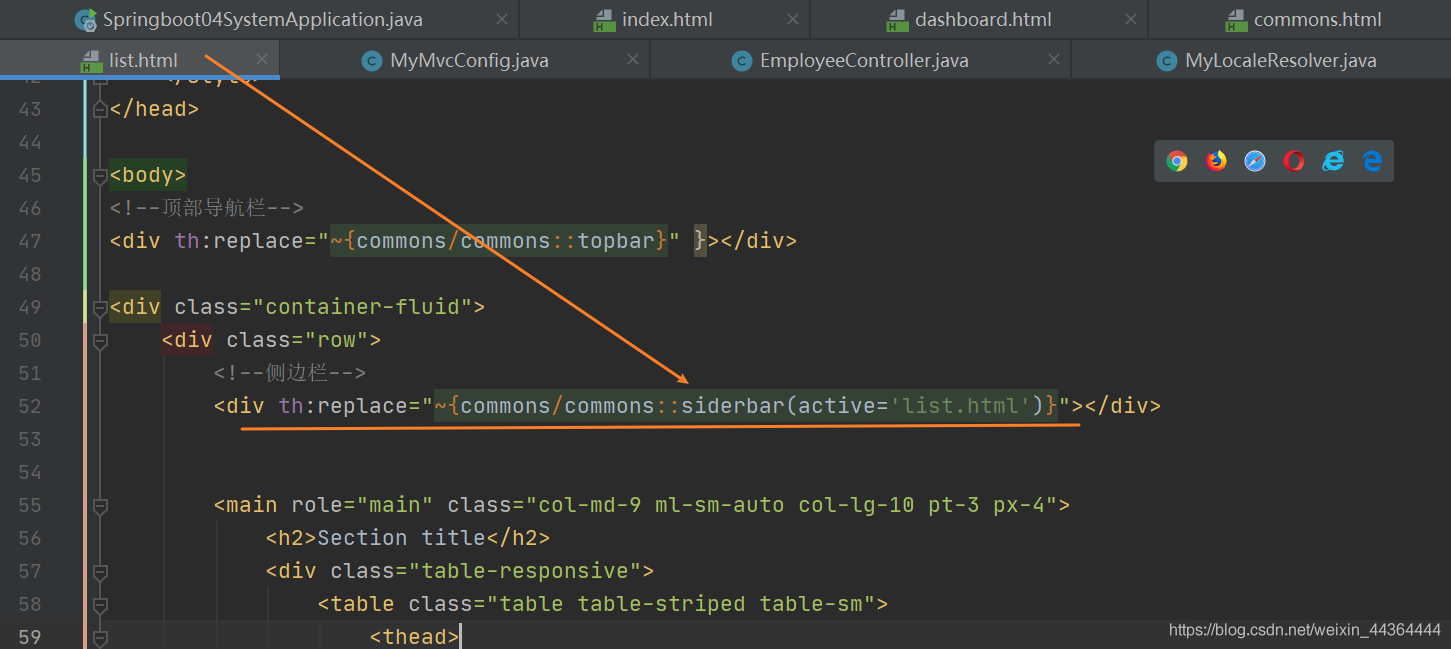 Springboot04SystemApplication.java index.html dashboard.html commons.html
list.html MyMvcConfig.java EmployeeController.java MyLocaleResolver.java
43 </head>
44
45 <body>
46 <!--顶部导航栏-->
47 <div th:replace="~{commons/commons::topbar}" }></div>
48
49 <div class="container-fluid">
50 <div class="row">
51 <!--侧边栏-->
52 <div th:replace="~{commons/commons::siderbar(active='list.html')}"></div>
53
54
55 <main role="main" class="col-md-9 ml-sm-auto col-lg-10 pt-3 px-4">
56 <h2>Section title</h2>
57 <div class="table-responsive">
58 <table class="table table-striped table-sm">
59 <thead>
https://blog.csdn.net/weixin_44364444